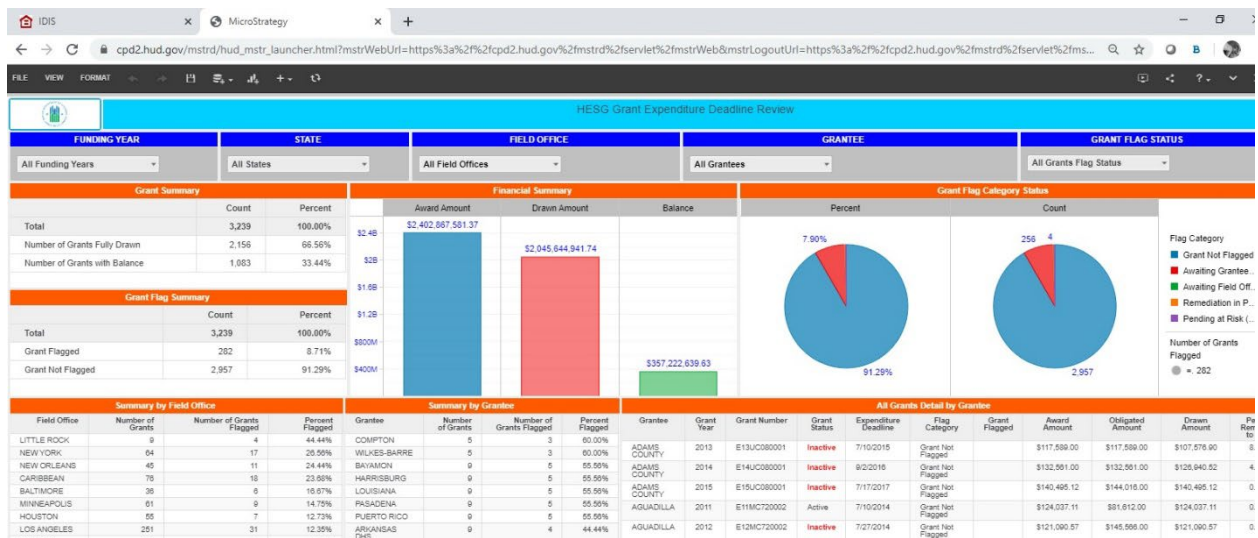 IDIS
MicroStrategy
cpd2.hud.gov/mstrd/hud_mstr_launcher.html?mstrWebUrl=https%3a%2f%2fcpd2.hud.gov%2fmstrd%2fservlet%2fmstrWeb&mstrLogoutUrl=https%3a%2f%2fcpd2.hud.gov%2fmstrd%2fservlet%2fms...
B
FILE VIEW FORMAT
HESG Grant Expenditure Deadline Review
FUNDING YEAR STATE FIELD OFFICE GRANTEE GRANT FLAG STATUS
All Funding Years All States All Field Offices All Grantees All Grants Flag Status
Grant Summary
Count Percent
Total 3,239 100.00%
Number of Grants Fully Drawn 2,156 66.56%
Number of Grants with Balance 1,083 33.44%
Grant Flag Summary
Count Percent
Total 3,239 100.00%
Grant Flagged 282 8.71%
Grant Not Flagged 2,957 91.29%
Financial Summary
Award Amount Drawn Amount Balance
$2,402,867,581.37
$2,045,644,941.74
$357,222,639.63
$2.4B
$2B
$1.6B
$1.2B
$800M
$400M
Grant Flag Category Status
Percent Count
7.90%
91.29%
256 4
2,957
Flag Category
Grant Not Flagged
Awaiting Grantee...
Awaiting Field Off...
Remediation in P...
Pending at Risk (...
Number of Grants
Flagged
=. 282
Summary by Field Office
Field Office Number of Grants Number of Grants Flagged Percent Flagged
LITTLE ROCK 9 4 44.44%
NEW YORK 64 17 26.56%
NEW ORLEANS 45 11 24.44%
CARIBBEAN 76 18 23.68%
BALTIMORE 36 6 16.67%
MINNEAPOLIS 61 9 14.75%
HOUSTON 55 7 12.73%
LOS ANGELES 251 31 12.35%
Summary by Grantee
Grantee Number of Grants Number of Grants Flagged Percent Flagged
COMPTON 5 3 60.00%
WILKES-BARRE 5 3 60.00%
BAYAMON 9 5 55.56%
HARRISBURG 9 5 55.56%
LOUISIANA 9 5 55.56%
PASADENA 9 5 55.56%
PUERTO RICO 9 5 55.56%
ARKANSAS 9 4 44.44%
All Grants Detail by Grantee
Grantee Grant Year Grant Number Grant Status Expenditure Deadline Flag Category Grant Flagged Award Amount Obligated Amount Drawn Amount
ADAMS COUNTY 2013 E13UC080001 Inactive 7/10/2015 Grant Not Flagged $117,589.00 $117,589.00 $107,576.90
ADAMS COUNTY 2014 E14UC080001 Inactive 9/2/2016 Grant Not Flagged $132,561.00 $132,561.00 $126,940.52
ADAMS COUNTY 2015 E15UC080001 Inactive 7/17/2017 Grant Not Flagged $140,495.12 $144,016.00 $140,495.12
AGUADILLA 2011 E11MC720002 Active 7/10/2014 Grant Not Flagged $124,037.11 $81,612.00 $124,037.11
AGUADILLA 2012 E12MC720002 Inactive 7/27/2014 Grant Not Flagged $121,090.57 $145,566.00 $121,090.57